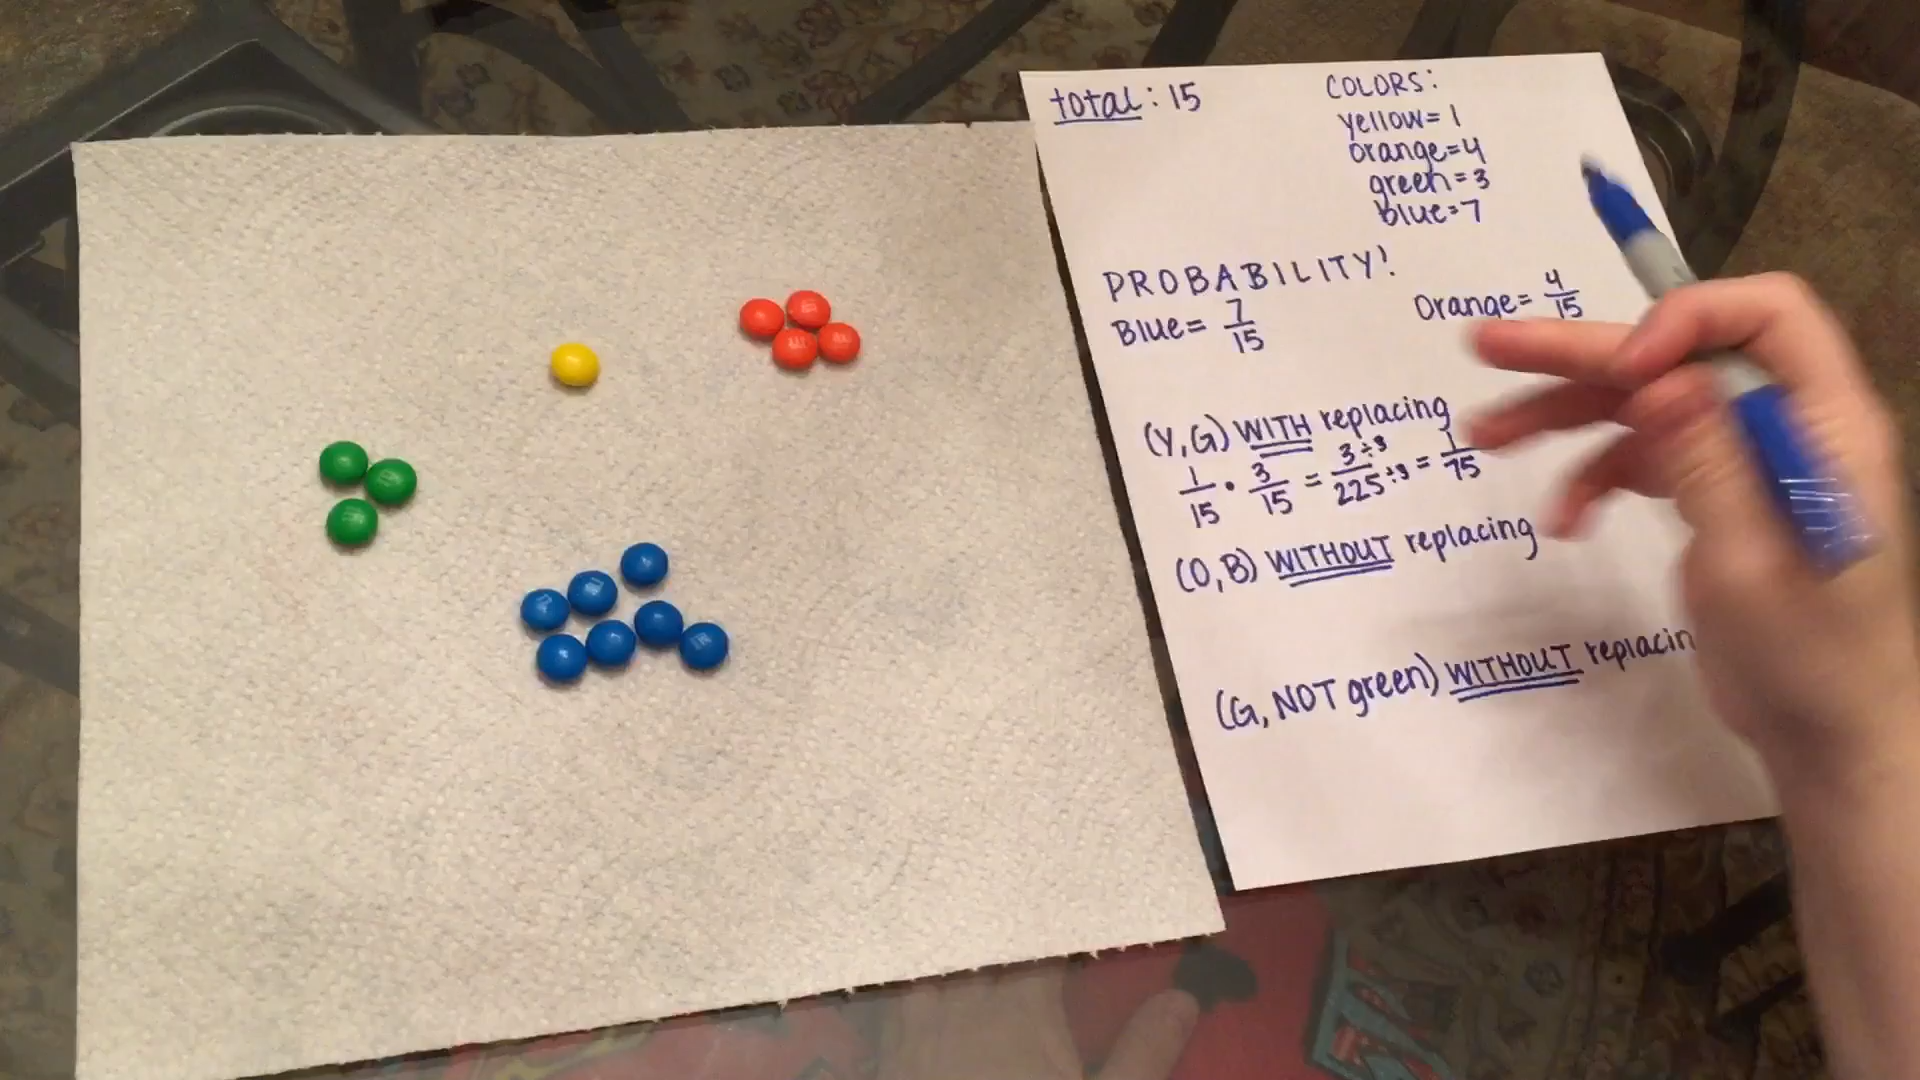 total: 15
COLORS:
yellow = 1
orange = 4
green = 3
blue = 7
PROBABILITY!
Blue = 7/15
Orange = 4/15
(Y, G) WITH replacing
1/15 · 3/15 = 3÷3/225÷3 = 1/75
(O, B) WITHOUT replacing
(G, NOT green) WITHOUT replacin